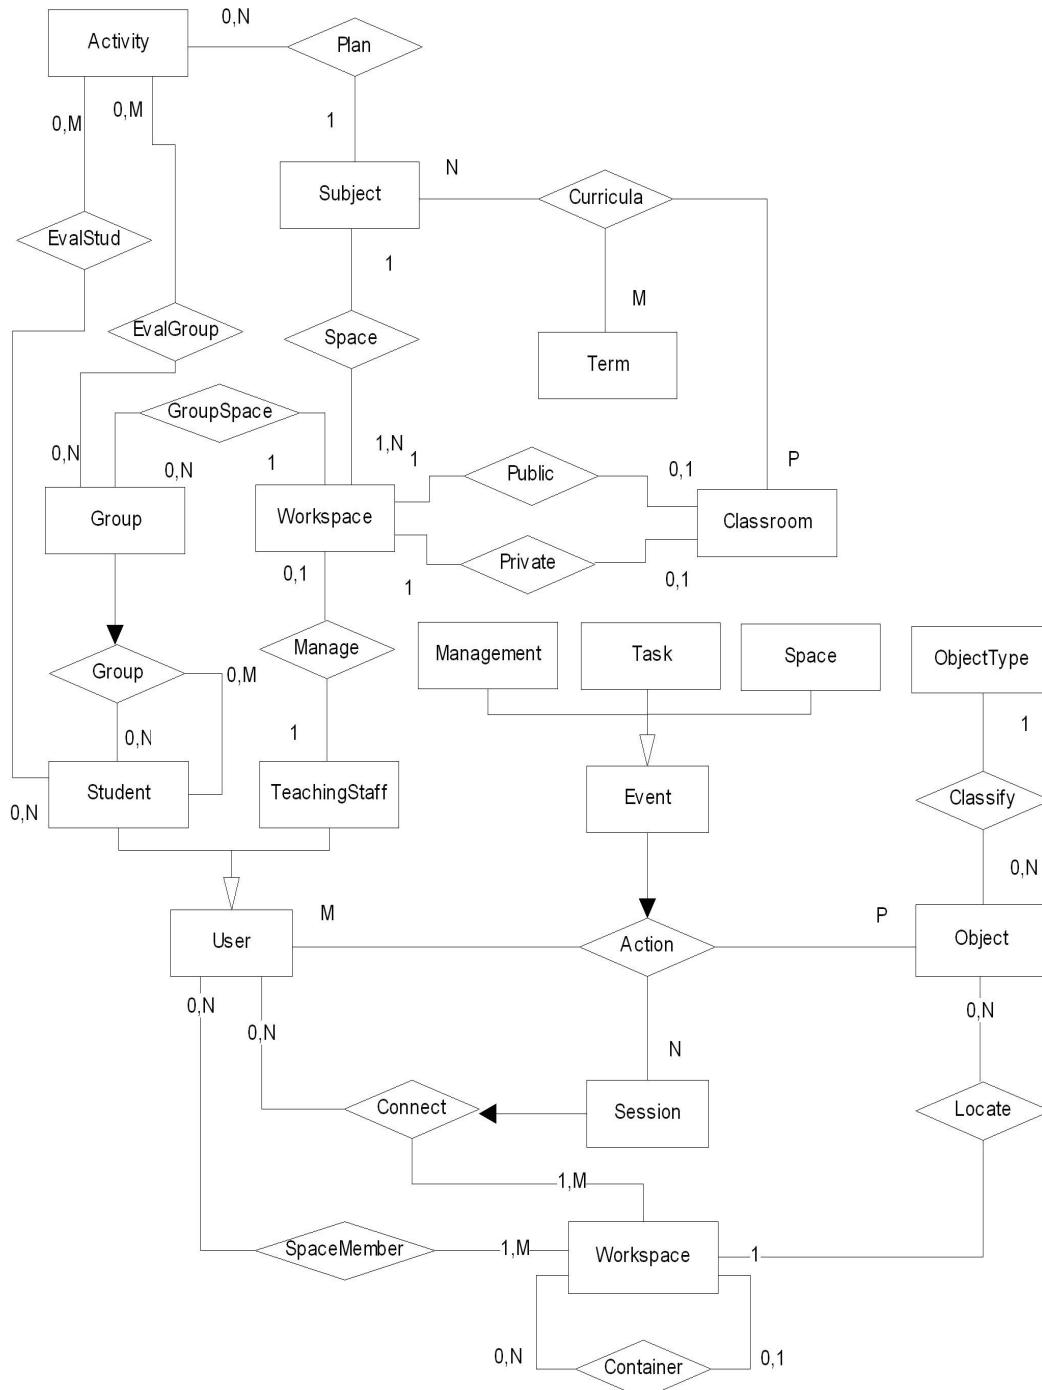 0,N
Activity
Plan
0,M
0,M
1
N
Subject
Curricula
EvalStud
1
M
EvalGroup
Space
Term
GroupSpace
0,N
0,N
1
1,N
1
Public
0,1
P
Group
Workspace
Classroom
Private
0,1
1
0,1
Manage
Management
Task
Space
ObjectType
Group
0,M
1
0,N
1
Student
TeachingStaff
Event
Classify
0,N
0,N
M
P
User
Action
Object
0,N
0,N
0,N
N
Connect
Session
Locate
1,M
SpaceMember
1,M
Workspace
1
0,N
Container
0,1